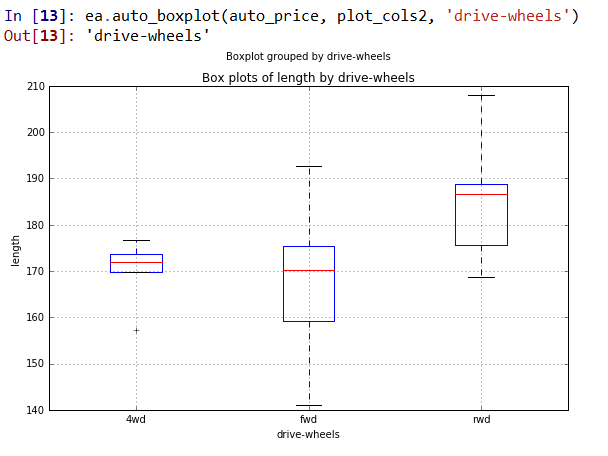 In [13]: ea.auto_boxplot(auto_price, plot_cols2, 'drive-wheels')
Out[13]: 'drive-wheels'
Boxplot grouped by drive-wheels
Box plots of length by drive-wheels
210
200
190
180
170
160
150
140
length
4wd fwd rwd
drive-wheels